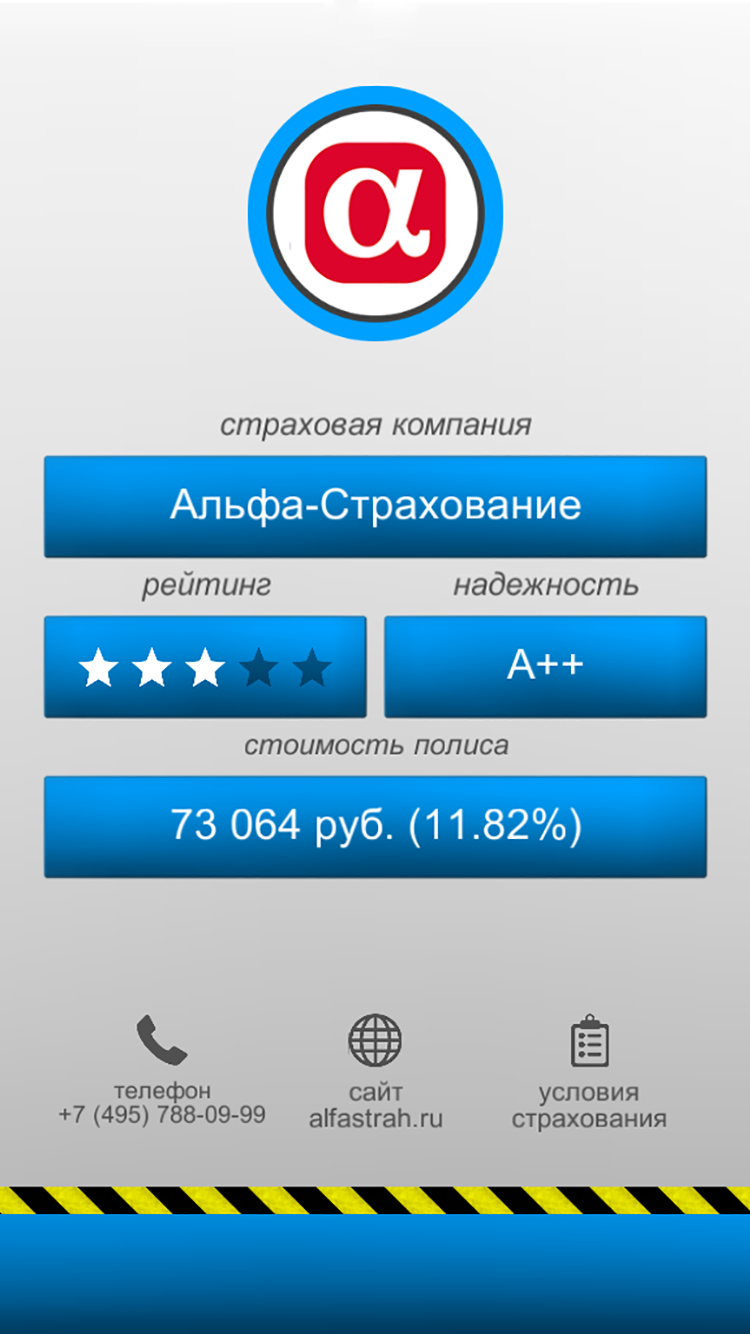 α
страховая компания
Альфа-Страхование
рейтинг надежность
А++
стоимость полиса
73 064 руб. (11.82%)
телефон сайт условия
+7 (495) 788-09-99 alfastrah.ru страхования